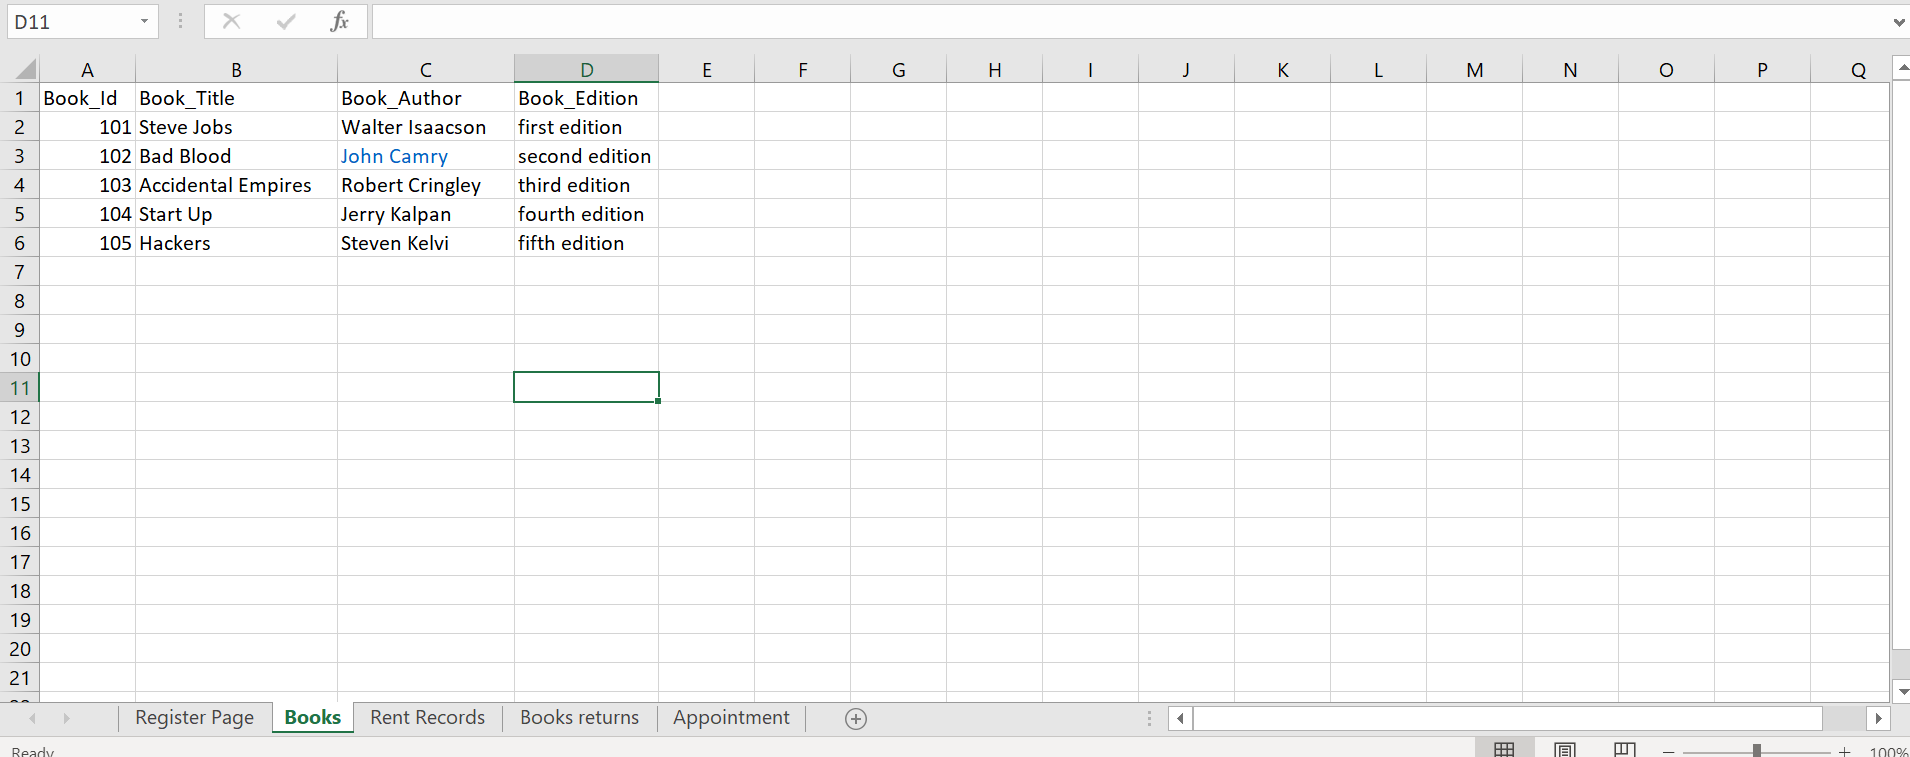 D11 fx
A B C D E F G H I J K L M N O P Q
1 Book_Id Book_Title Book_Author Book_Edition
2 101 Steve Jobs Walter Isaacson first edition
3 102 Bad Blood John Camry second edition
4 103 Accidental Empires Robert Cringley third edition
5 104 Start Up Jerry Kalpan fourth edition
6 105 Hackers Steven Kelvi fifth edition
7
8
9
10
11
12
13
14
15
16
17
18
19
20
21
Register Page Books Rent Records Books returns Appointment
Ready 100%